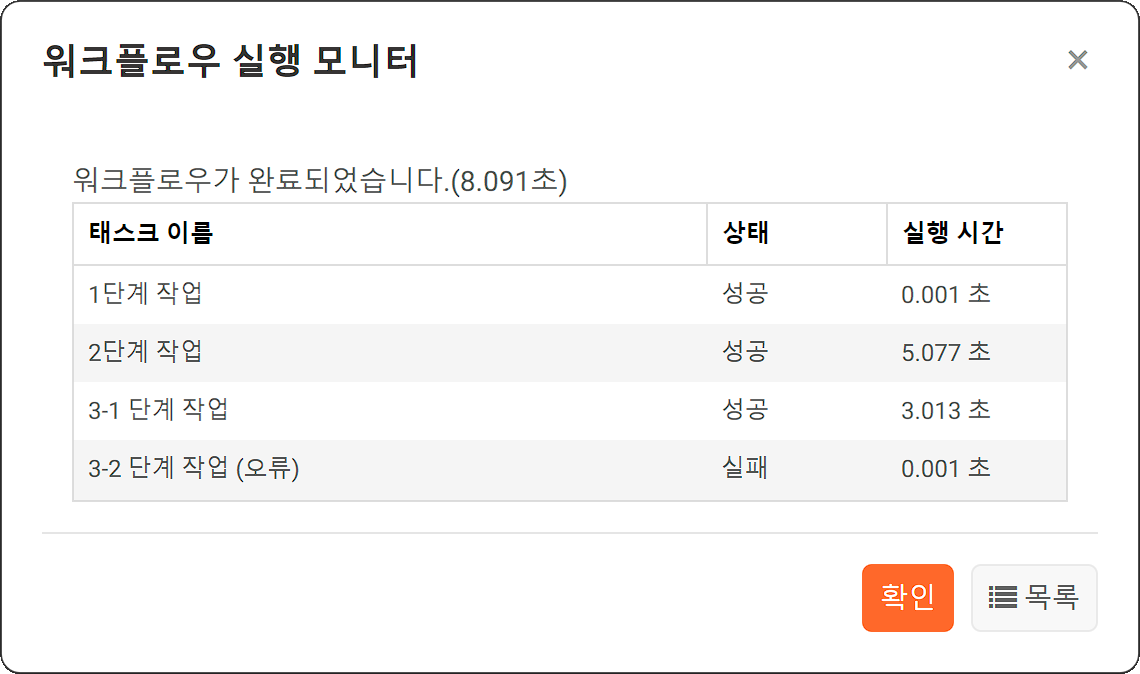 워크플로우 실행 모니터
×
워크플로우가 완료되었습니다.(8.091초)
태스크 이름 상태 실행 시간
1단계 작업 성공 0.001 초
2단계 작업 성공 5.077 초
3-1 단계 작업 성공 3.013 초
3-2 단계 작업 (오류) 실패 0.001 초
확인 목록